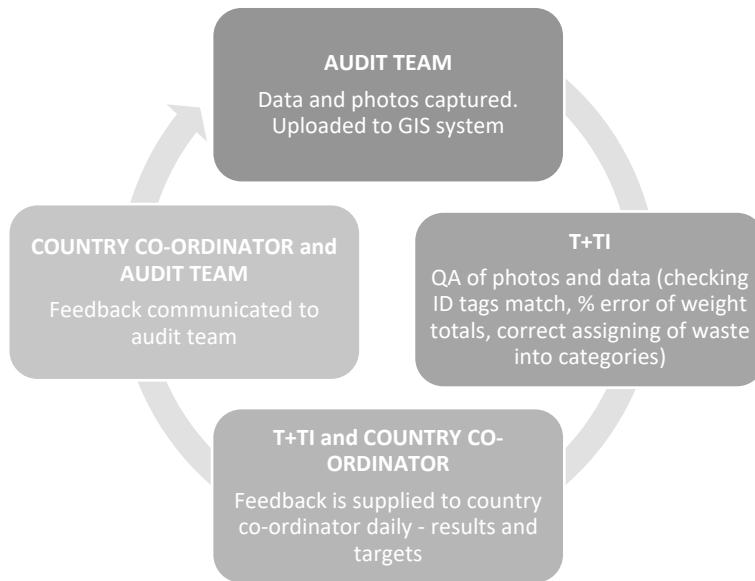 AUDIT TEAM
Data and photos captured.
Uploaded to GIS system
T+TI
QA of photos and data (checking
ID tags match, % error of weight
totals, correct assigning of waste
into categories)
T+TI and COUNTRY CO-
ORDINATOR
Feedback is supplied to country
co-ordinator daily - results and
targets
COUNTRY CO-ORDINATOR and
AUDIT TEAM
Feedback communicated to
audit team